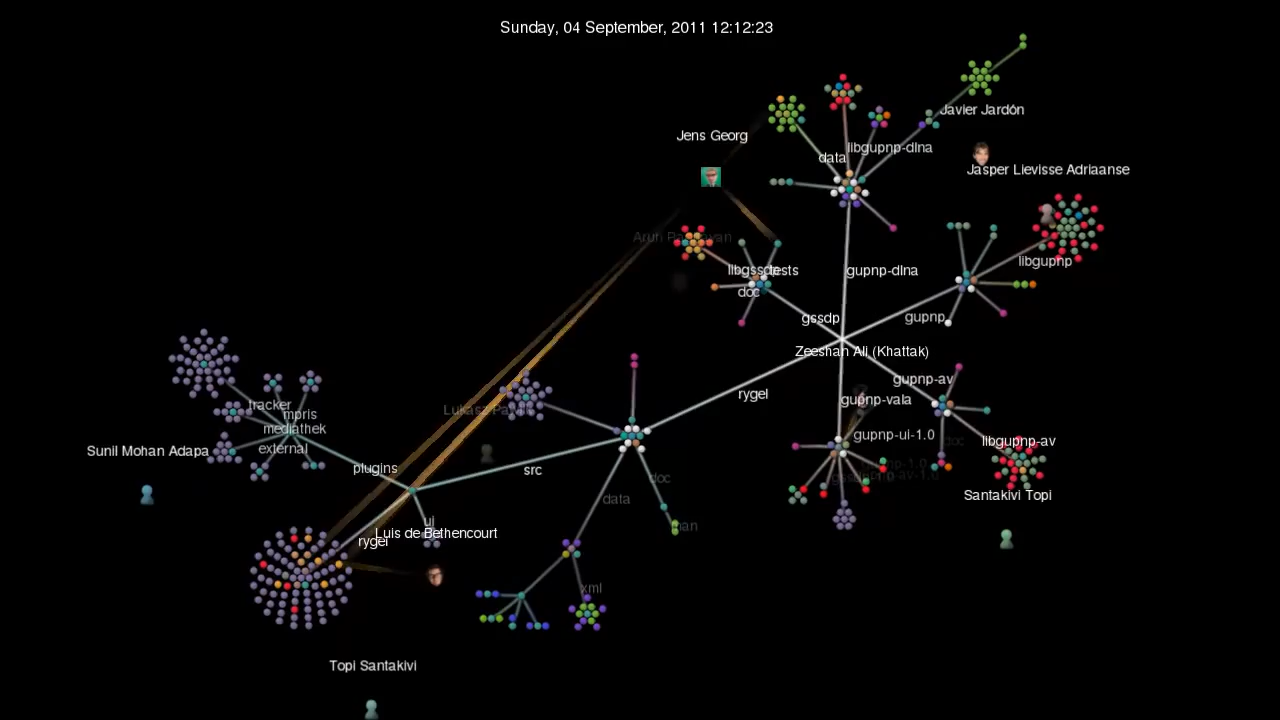 Sunday, 04 September, 2011 12:12:23
Javier Jardón
Jens Georg
libgupnp-dlna
data
Jasper Lievisse Adriaanse
libgupnp
gupnp-dlna
tests
doc
gssdp
gupnp
Zeeshan Ali (Khattak)
gupnp-av
rygel
gupnp-vala
tracker
mpris
mediathek
gupnp-ui-1.0
libgupnp-av
external
Sunil Mohan Adapa
plugins
src
doc
Santakivi Topi
data
ui
man
Luis de Bethencourt
rygel
xml
Topi Santakivi